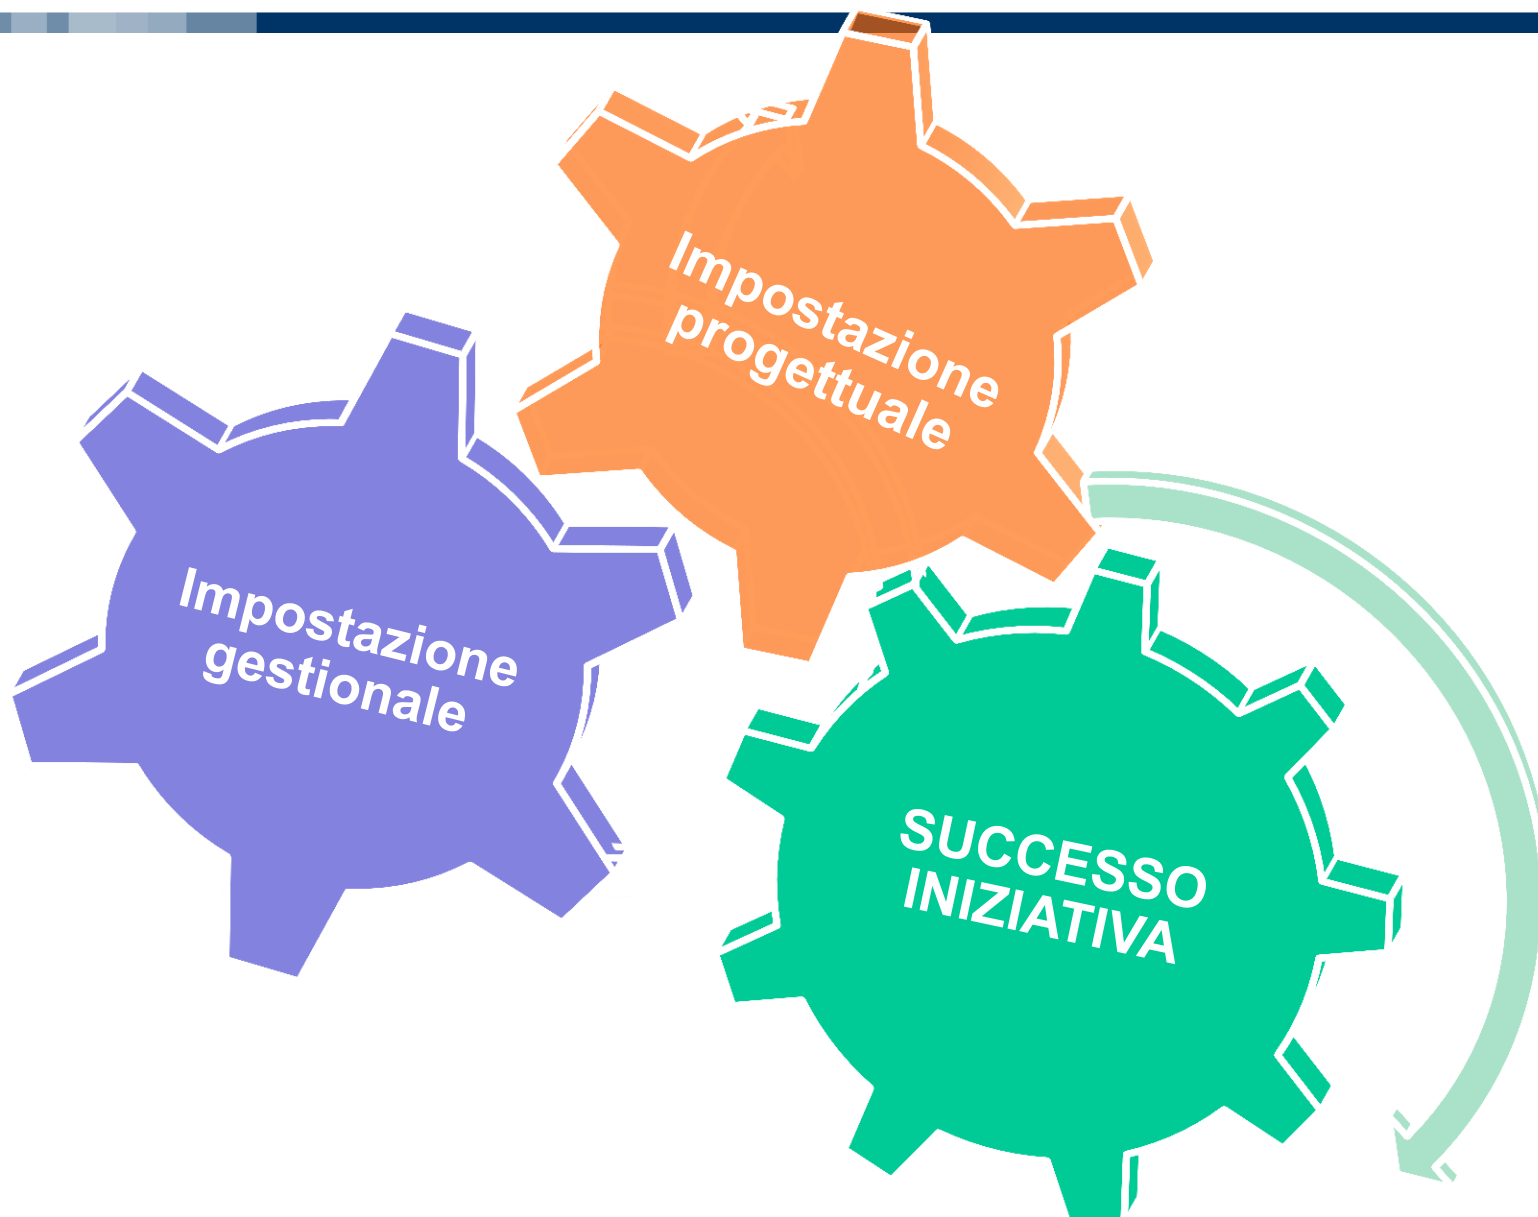 Impostazione
progettuale
Impostazione
gestionale
SUCCESSO
INIZIATIVA